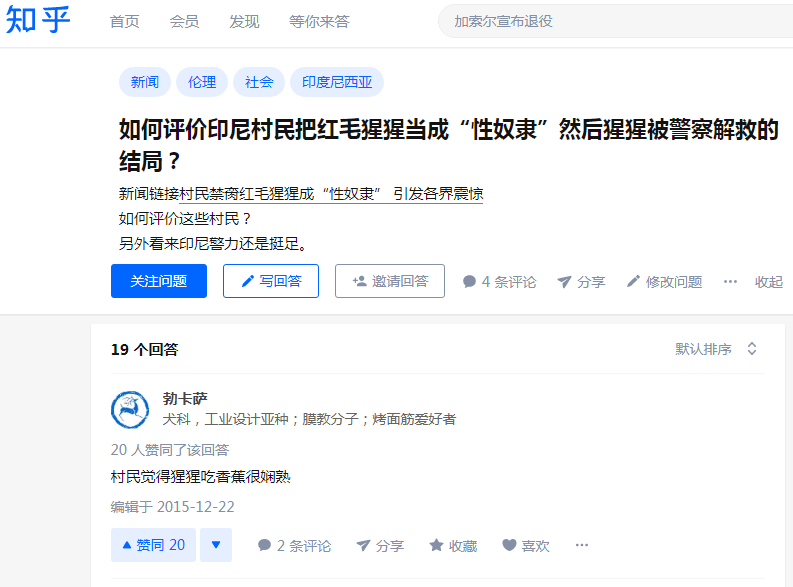 知乎 首页 会员 发现 等你来答 加索尔宣布退役
新闻 伦理 社会 印度尼西亚
如何评价印尼村民把红毛猩猩当成“性奴隶”然后猩猩被警察解救的
结局？
新闻链接村民禁脔红毛猩猩成“性奴隶” 引发各界震惊
如何评价这些村民？
另外看来印尼警力还是挺足。
关注问题 写回答 邀请回答 4 条评论 分享 修改问题 ··· 收起
19 个回答 默认排序
勃卡萨
犬科，工业设计亚种；膜教分子；烤面筋爱好者
20 人赞同了该回答
村民觉得猩猩吃香蕉很娴熟
编辑于 2015-12-22
赞同 20 2 条评论 分享 收藏 喜欢 ···